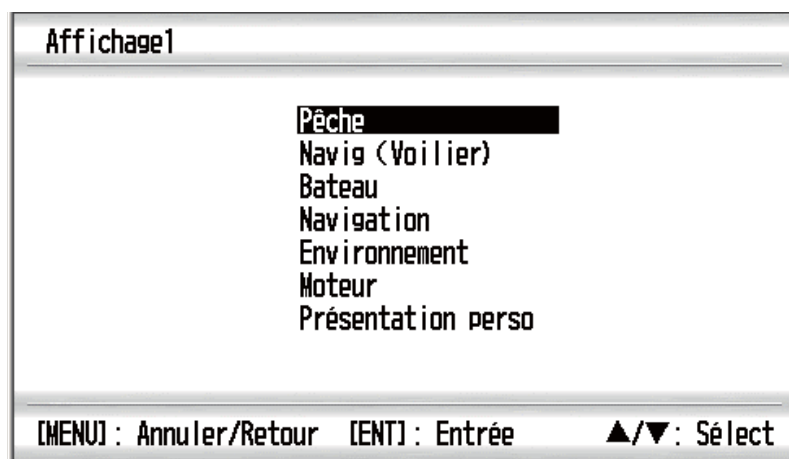 Affichage1
Pêche
Navig (Voilier)
Bateau
Navigation
Environnement
Moteur
Présentation perso
[MENU] : Annuler/Retour [ENT] : Entrée ▲/▼: Sélect